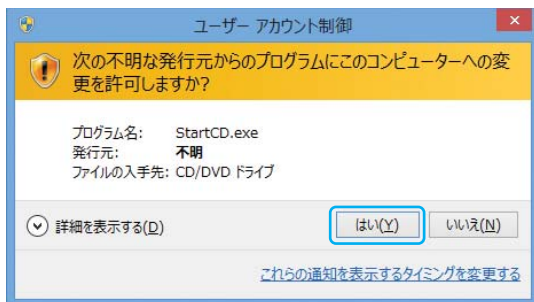 ユーザー アカウント制御
次の不明な発行元からのプログラムにこのコンピューターへの変
更を許可しますか?
プログラム名: StartCD.exe
発行元: 不明
ファイルの入手先: CD/DVD ドライブ
詳細を表示する(D)
はい(Y) いいえ(N)
これらの通知を表示するタイミングを変更する